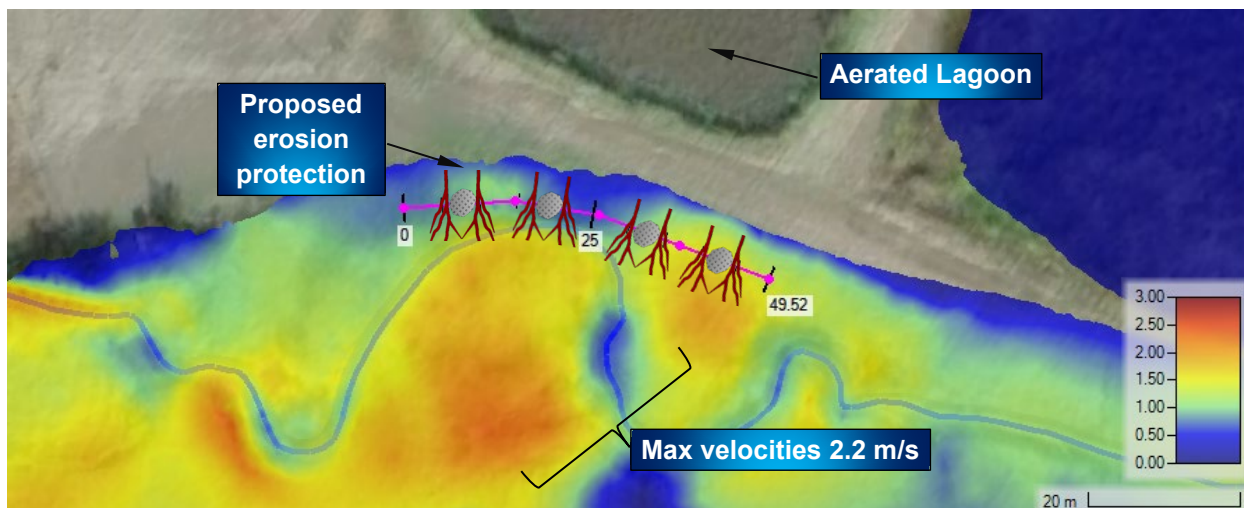 Aerated Lagoon
Proposed
erosion
protection
0
25
49.52
3.00
2.50
2.00
1.50
1.00
0.50
0.00
Max velocities 2.2 m/s
20 m